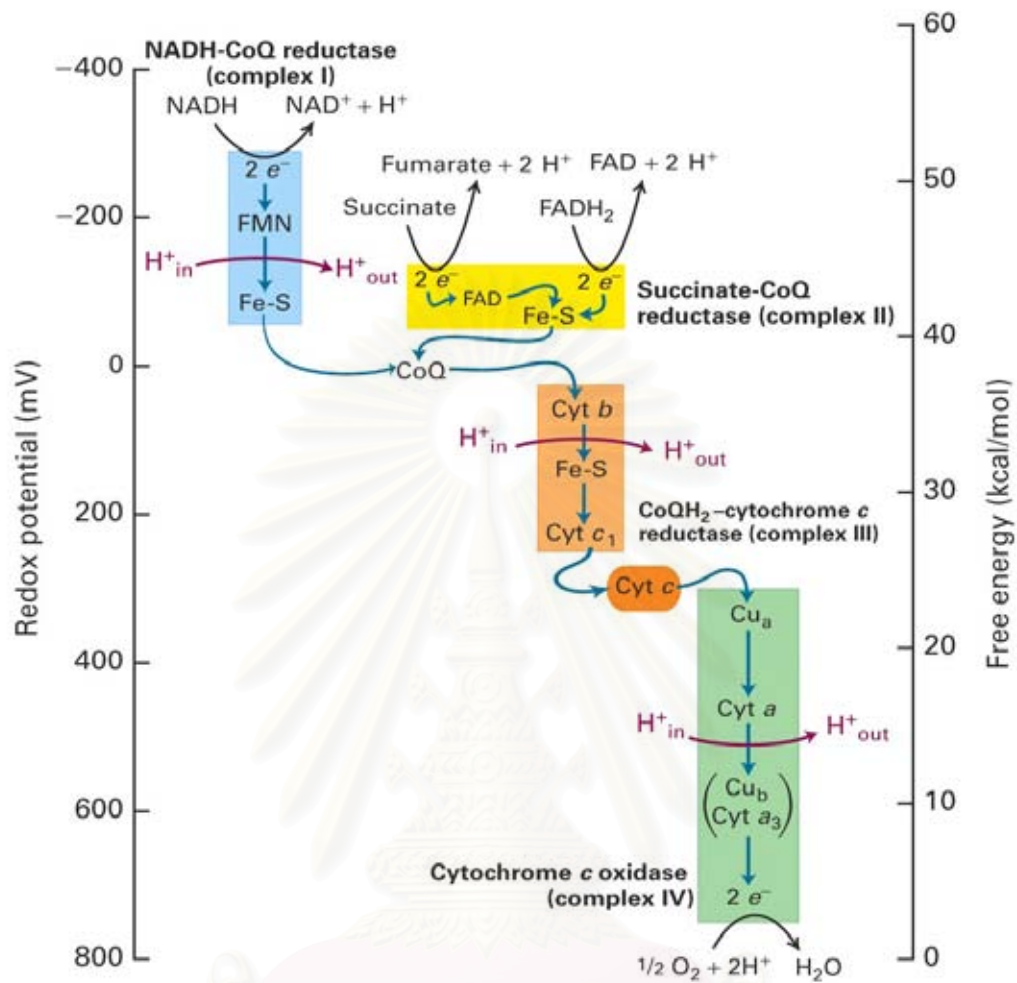 NADH-CoQ reductase
(complex I)
NADH
NAD⁺ + H⁺
2 e⁻
FMN
H⁺in
H⁺out
Fe-S
Fumarate + 2 H⁺
FAD + 2 H⁺
Succinate
FADH₂
2 e⁻
2 e⁻
FAD
Fe-S
Succinate-CoQ
reductase (complex II)
CoQ
Cyt b
H⁺in
H⁺out
Fe-S
Cyt c₁
CoQH₂–cytochrome c
reductase (complex III)
Cyt c
Cuₐ
Cyt a
H⁺in
H⁺out
(Cu_b
Cyt a₃)
Cytochrome c oxidase
(complex IV)
2 e⁻
1/2 O₂ + 2H⁺
H₂O
Redox potential (mV)
−400
−200
0
200
400
600
800
Free energy (kcal/mol)
60
50
40
30
20
10
0